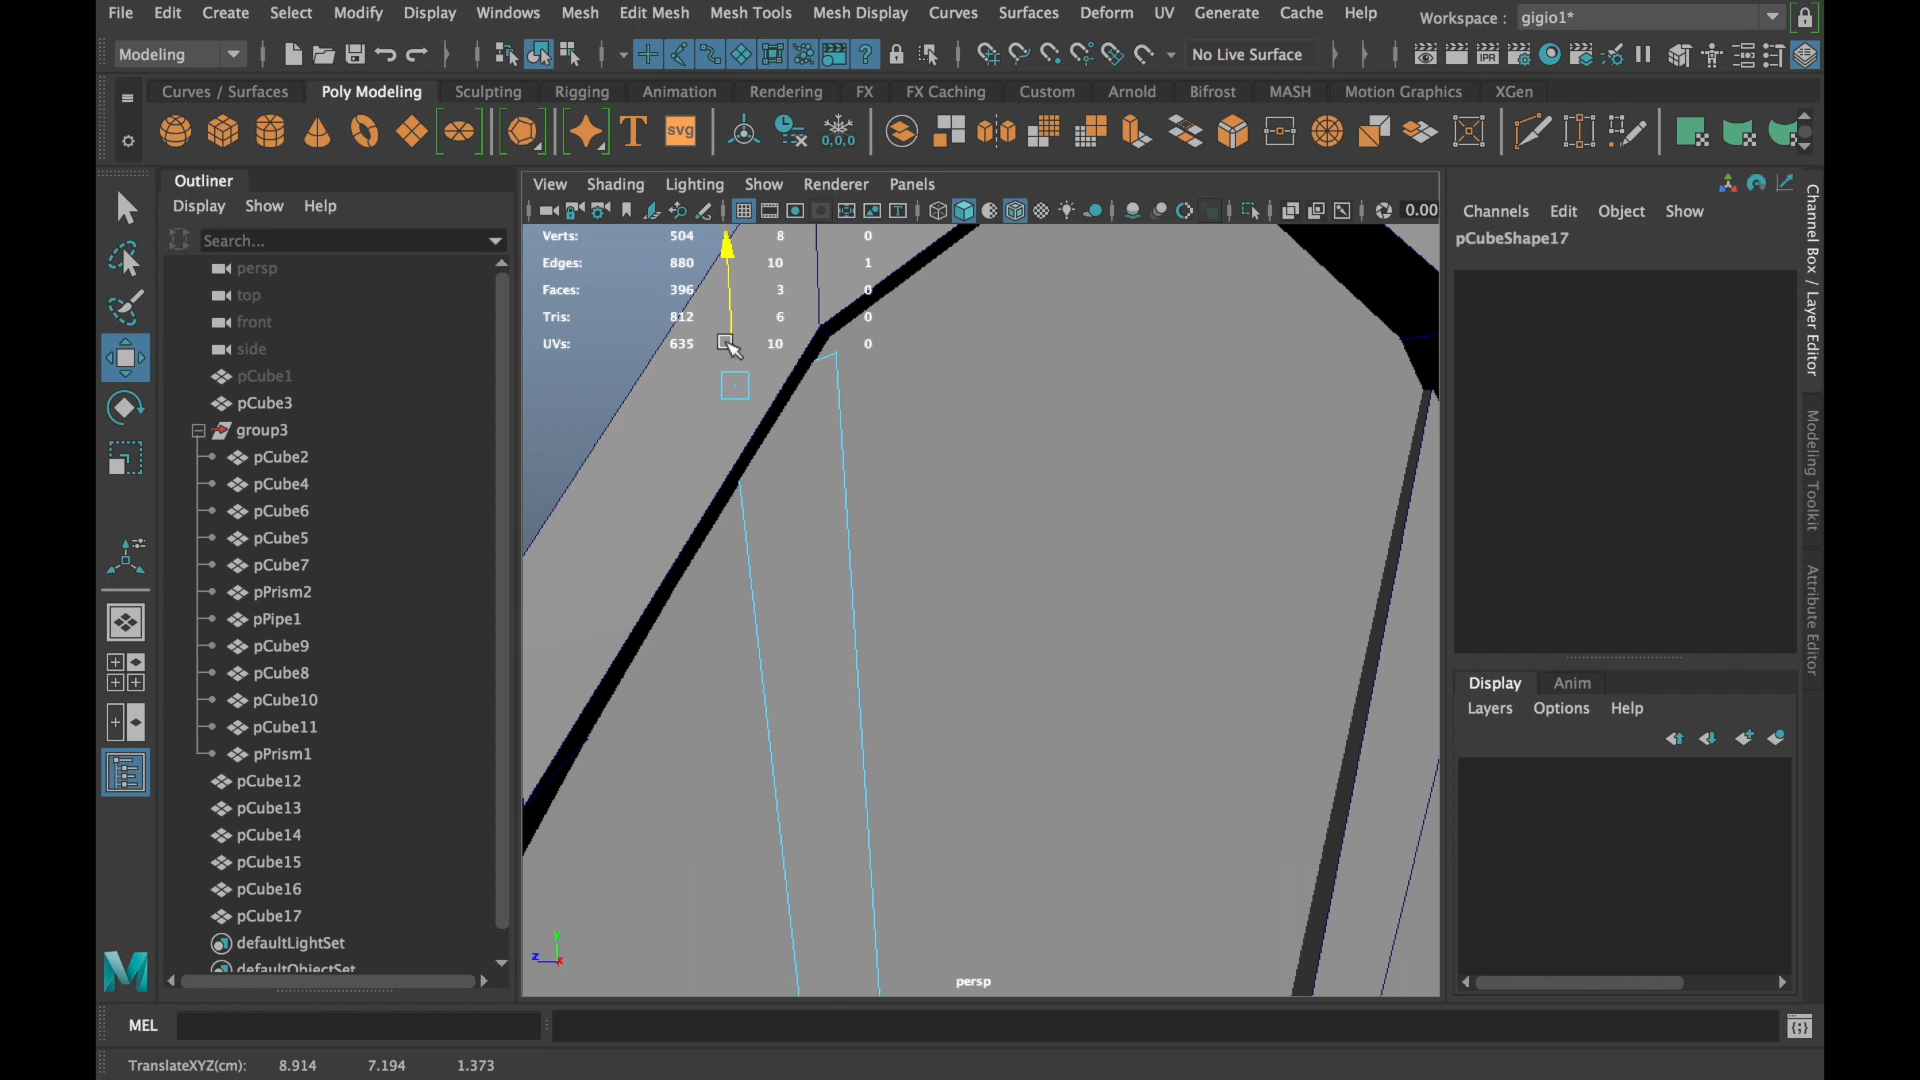 File Edit Create Select Modify Display Windows Mesh Edit Mesh Mesh Tools Mesh Display Curves Surfaces Deform UV Generate Cache Help Workspace : gigio1*
Modeling No Live Surface
Curves / Surfaces Poly Modeling Sculpting Rigging Animation Rendering FX FX Caching Custom Arnold Bifrost MASH Motion Graphics XGen
T svg 0,0,0
Outliner
Display Show Help
Search...
persp
top
front
side
pCube1
pCube3
group3
pCube2
pCube4
pCube6
pCube5
pCube7
pPrism2
pPipe1
pCube9
pCube8
pCube10
pCube11
pPrism1
pCube12
pCube13
pCube14
pCube15
pCube16
pCube17
defaultLightSet
defaultObjectSet
View Shading Lighting Show Renderer Panels
0.00
Verts: 504 8 0
Edges: 880 10 1
Faces: 396 3 0
Tris: 812 6 0
UVs: 635 10 0
y
z x
persp
Channels Edit Object Show
pCubeShape17
Display Anim
Layers Options Help
Channel Box / Layer Editor
Modeling Toolkit
Attribute Editor
MEL
TranslateXYZ(cm): 8.914 7.194 1.373